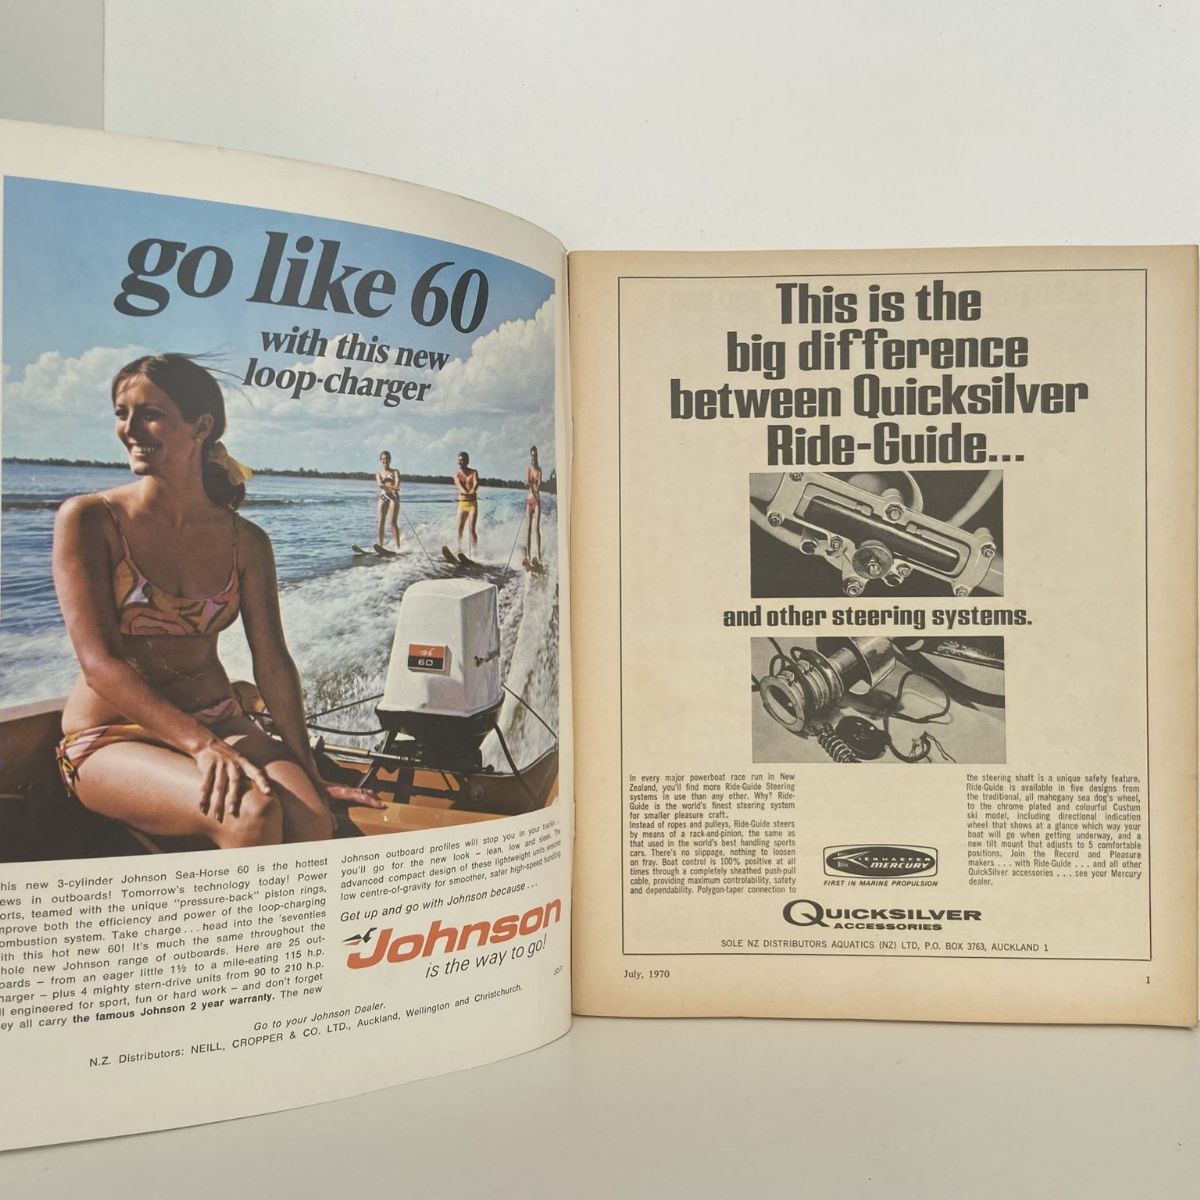 go like 60
with this new
loop-charger
60
his new 3-cylinder Johnson Sea-Horse 60 is the hottest
ews in outboards! Tomorrow's technology today! Power
orts, teamed with the unique "pressure-back" piston rings,
mprove both the efficiency and power of the loop-charging
ombustion system. Take charge... head into the 'seventies
ith this hot new 60! It's much the same throughout the
hole new Johnson range of outboards. Here are 25 out-
oards – from an eager little 1½ to a mile-eating 115 h.p.
harger – plus 4 mighty stern-drive units from 90 to 210 h.p.
ll engineered for sport, fun or hard work – and don't forget
ey all carry the famous Johnson 2 year warranty. The new
Johnson outboard profiles will stop you in your tracks...
you'll go for the new look – lean, low and sleek. The
advanced compact design of these lightweight units ensures
low centre-of-gravity for smoother, safer high-speed handling.
Get up and go with Johnson because...
Johnson
is the way to go!
Go to your Johnson Dealer.
N.Z. Distributors: NEILL, CROPPER & CO. LTD., Auckland, Wellington and Christchurch.
This is the
big difference
between Quicksilver
Ride-Guide...
and other steering systems.
In every major powerboat race run in New
Zealand, you'll find more Ride-Guide Steering
systems in use than any other. Why? Ride-
Guide is the world's finest steering system
for smaller pleasure craft.
Instead of ropes and pulleys, Ride-Guide steers
by means of a rack-and-pinion, the same as
that used in the world's best handling sports
cars. There's no slippage, nothing to loosen
on fray. Boat control is 100% positive at all
times through a completely sheathed push-pull
cable, providing maximum controlability, safety
and dependability. Polygon-taper connection to
KIEKHAEFER
MERCURY
FIRST IN MARINE PROPULSION
the steering shaft is a unique safety feature.
Ride-Guide is available in five designs from
the traditional, all mahogany sea dog's wheel,
to the chrome plated and colourful Custum
ski model, including directional indication
wheel that shows at a glance which way your
boat will go when getting underway, and a
new tilt mount that adjusts to 5 comfortable
positions. Join the Record and Pleasure
makers . . . with Ride-Guide . . . and all other
QuickSilver accessories . . . see your Mercury
dealer.
QUICKSILVER
ACCESSORIES
SOLE NZ DISTRIBUTORS AQUATICS (NZ) LTD, P.O. BOX 3763, AUCKLAND 1
July, 1970
1